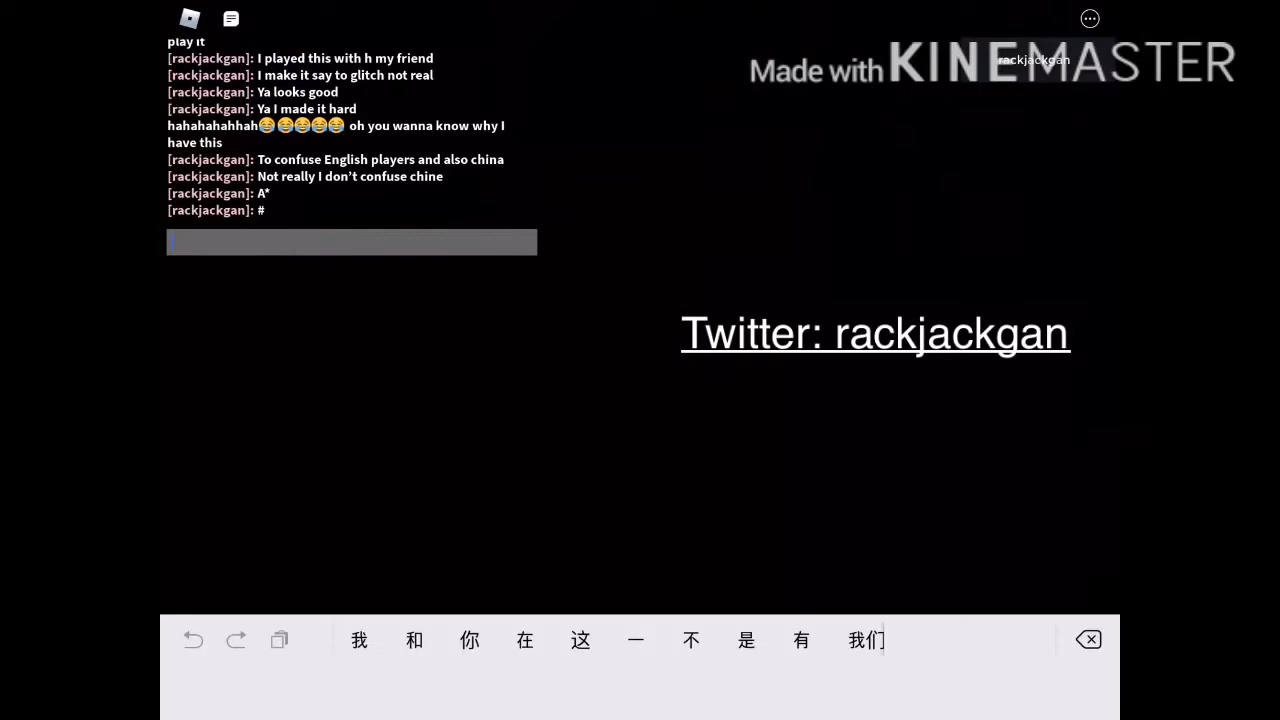 play it
[rackjackgan]: I played this with h my friend
[rackjackgan]: I make it say to glitch not real
[rackjackgan]: Ya looks good
[rackjackgan]: Ya I made it hard
hahahahahhah😂😂😂😂😂 oh you wanna know why I
have this
[rackjackgan]: To confuse English players and also china
[rackjackgan]: Not really I don’t confuse chine
[rackjackgan]: A*
[rackjackgan]: #
Made with KINEMASTER
rackjackgan
Twitter: rackjackgan
我 和 你 在 这 一 不 是 有 我们